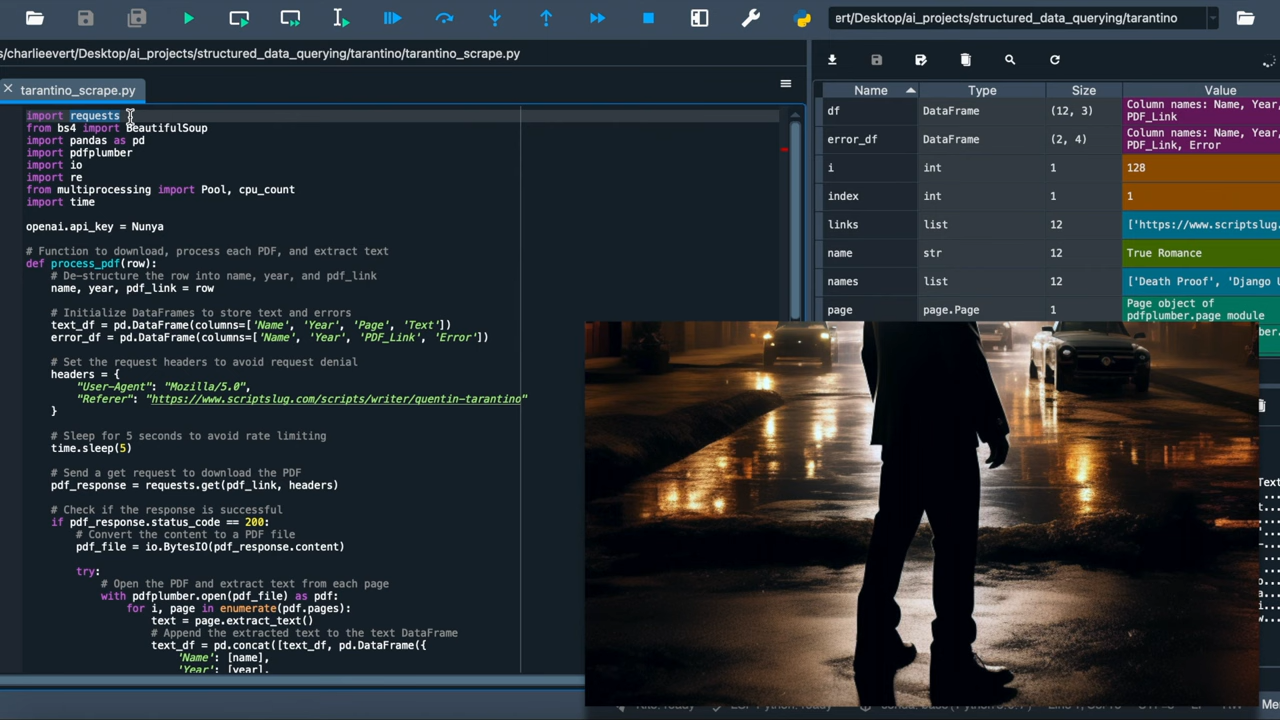 ert/Desktop/ai_projects/structured_data_querying/tarantino
s/charlieevert/Desktop/ai_projects/structured_data_querying/tarantino/tarantino_scrape.py
tarantino_scrape.py
import requests
from bs4 import BeautifulSoup
import pandas as pd
import pdfplumber
import io
import re
from multiprocessing import Pool, cpu_count
import time
openai.api_key = Nunya
# Function to download, process each PDF, and extract text
def process_pdf(row):
# De-structure the row into name, year, and pdf_link
name, year, pdf_link = row
# Initialize DataFrames to store text and errors
text_df = pd.DataFrame(columns=['Name', 'Year', 'Page', 'Text'])
error_df = pd.DataFrame(columns=['Name', 'Year', 'PDF_Link', 'Error'])
# Set the request headers to avoid request denial
headers = {
"User-Agent": "Mozilla/5.0",
"Referer": "https://www.scriptslug.com/scripts/writer/quentin-tarantino"
}
# Sleep for 5 seconds to avoid rate limiting
time.sleep(5)
# Send a get request to download the PDF
pdf_response = requests.get(pdf_link, headers)
# Check if the response is successful
if pdf_response.status_code == 200:
# Convert the content to a PDF file
pdf_file = io.BytesIO(pdf_response.content)
try:
# Open the PDF and extract text from each page
with pdfplumber.open(pdf_file) as pdf:
for i, page in enumerate(pdf.pages):
text = page.extract_text()
# Append the extracted text to the text DataFrame
text_df = pd.concat([text_df, pd.DataFrame({
'Name': [name],
'Year': [year],
Name Type Size Value
df DataFrame (12, 3) Column names: Name, Year,
PDF_Link
error_df DataFrame (2, 4) Column names: Name, Year,
PDF_Link, Error
i int 1 128
index int 1 1
links list 12 ['https://www.scriptslug.
name str 12 True Romance
names list 12 ['Death Proof', 'Django U
page page.Page 1 Page object of
pdfplumber.page module